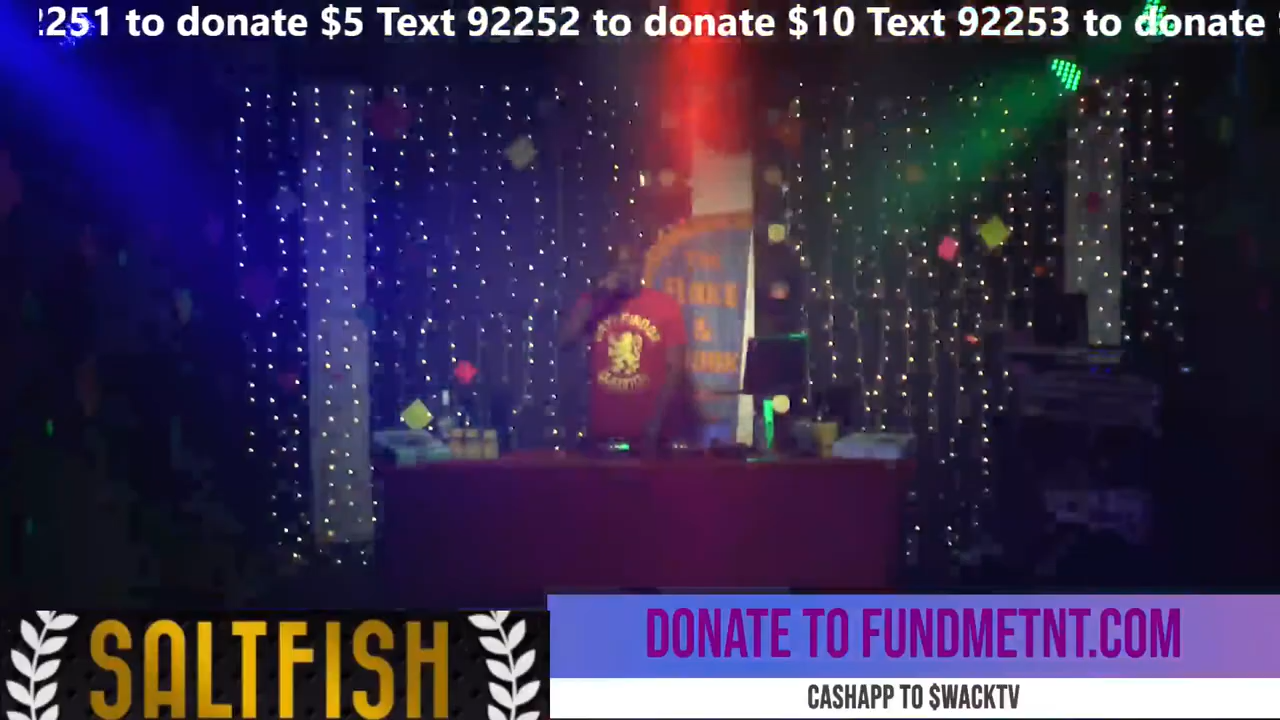 251 to donate $5 Text 92252 to donate $10 Text 92253 to donate
SALTFISH
DONATE TO FUNDMETNT.COM
CASHAPP TO $WACKTV